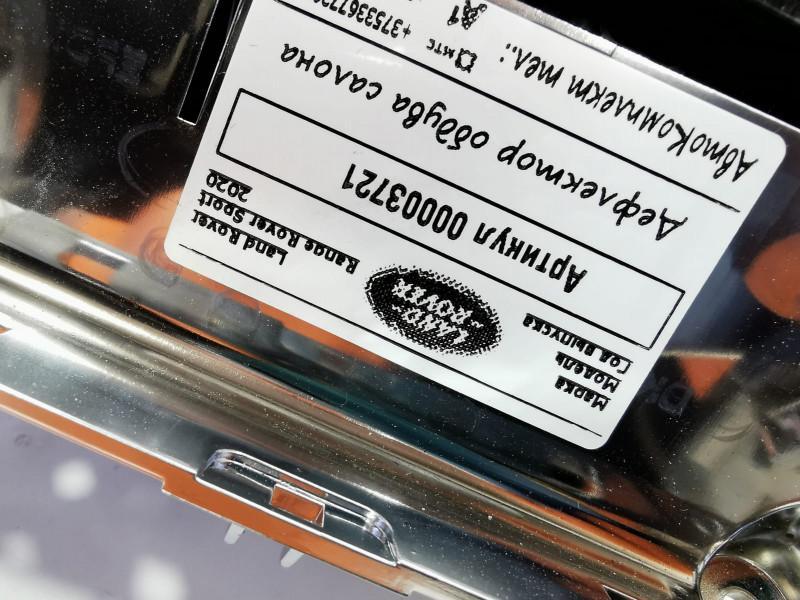 Марка Land Rover
Модель Range Rover Sport
Год выпуска 2020
LAND-
-ROVER
Артикул 00003721
Дефлектор обдува салона
АвтоКомплект тел.: МТС